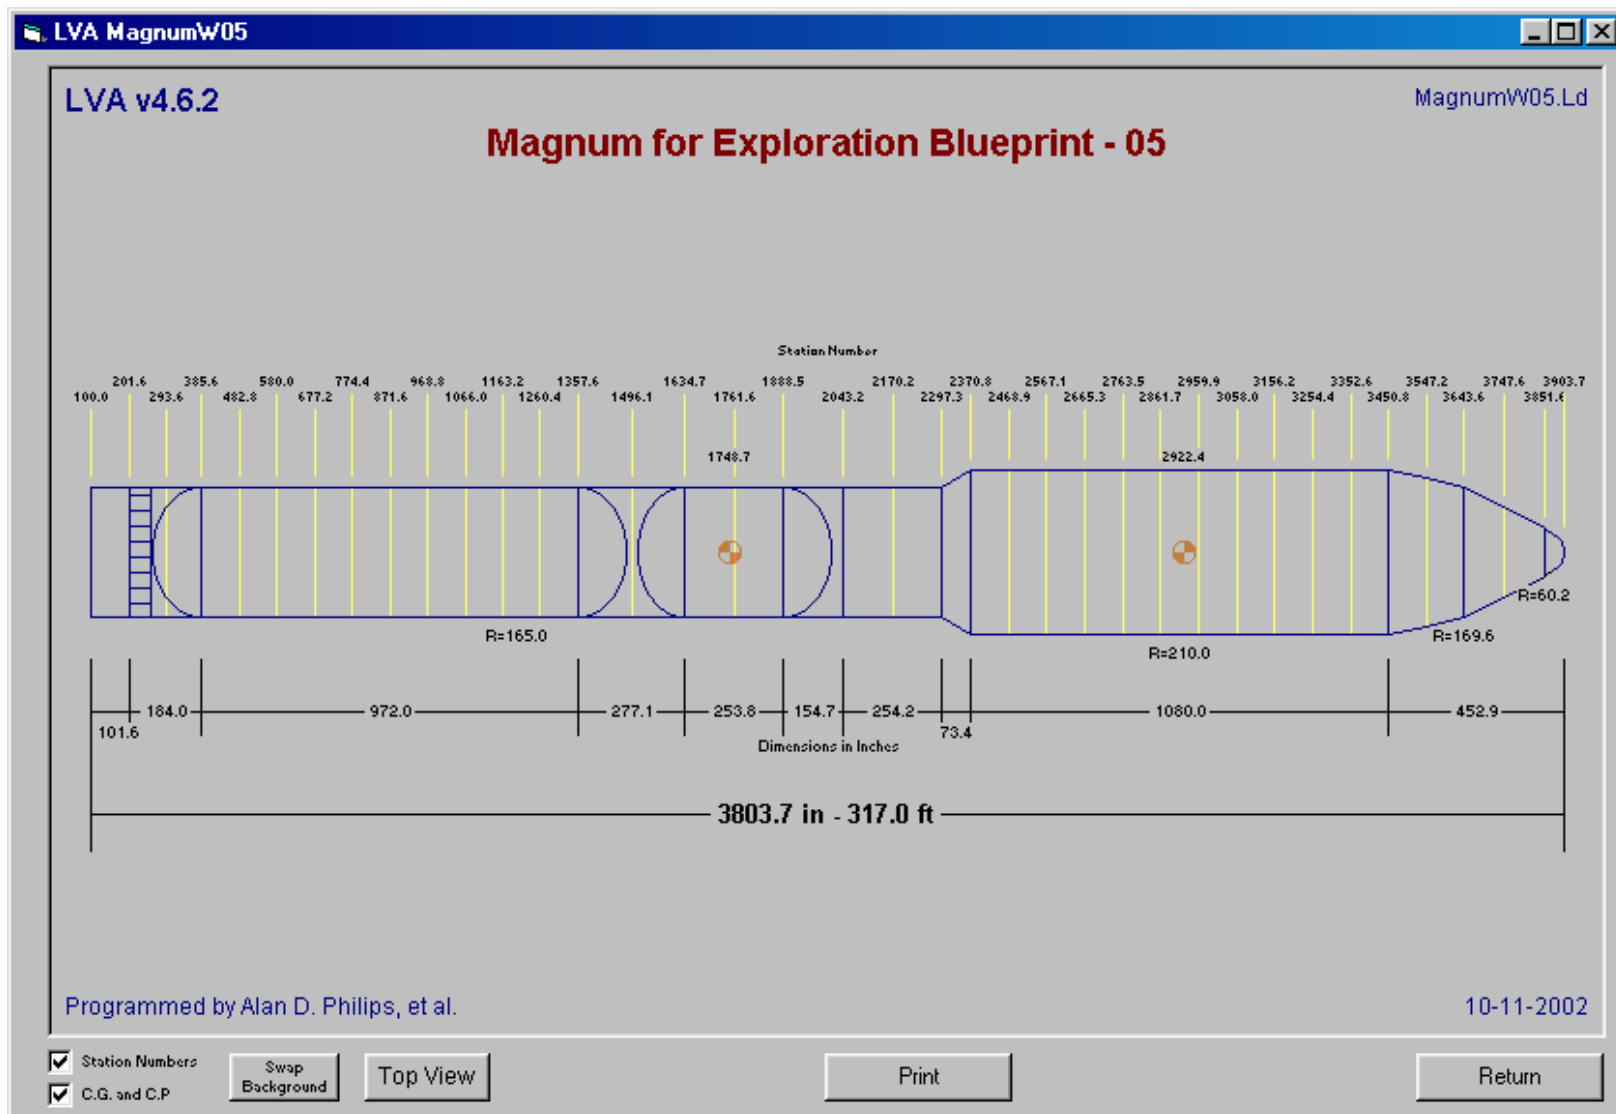 LVA MagnumW05
LVA v4.6.2
MagnumW05.Ld
Magnum for Exploration Blueprint - 05
Station Number
201.6 385.6 580.0 774.4 968.8 1163.2 1357.6 1634.7 1888.5 2170.2 2370.8 2567.1 2763.5 2959.9 3156.2 3352.6 3547.2 3747.6 3903.7
100.0 293.6 482.8 677.2 871.6 1066.0 1260.4 1496.1 1761.6 2043.2 2297.3 2468.9 2665.3 2861.7 3058.0 3254.4 3450.8 3643.6 3851.6
1748.7 2922.4
R=60.2
R=165.0 R=169.6
R=210.0
184.0 972.0 277.1 253.8 154.7 254.2 1080.0 452.9
101.6 73.4
Dimensions in Inches
3803.7 in - 317.0 ft
Programmed by Alan D. Philips, et al.
10-11-2002
Station Numbers
C.G. and C.P
Swap
Background
Top View
Print
Return